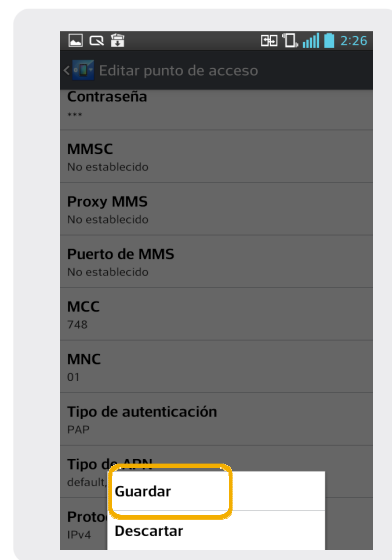 2:26
Editar punto de acceso
Contraseña
***
MMSC
No establecido
Proxy MMS
No establecido
Puerto de MMS
No establecido
MCC
748
MNC
01
Tipo de autenticación
PAP
Tipo de APN
default,
Guardar
Proto
IPv4
Descartar